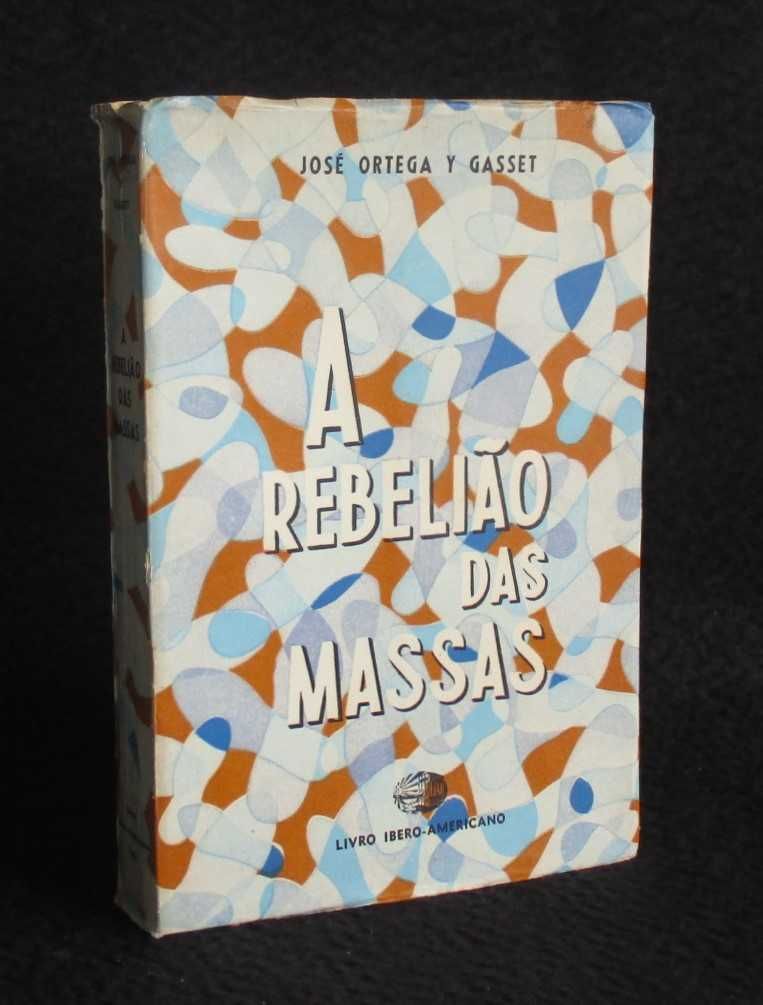 JOSÉ ORTEGA Y GASSET
A
REBELIÃO
DAS
MASSAS
LIVRO IBERO-AMERICANO
A
REBELIÃO
DAS
MASSAS